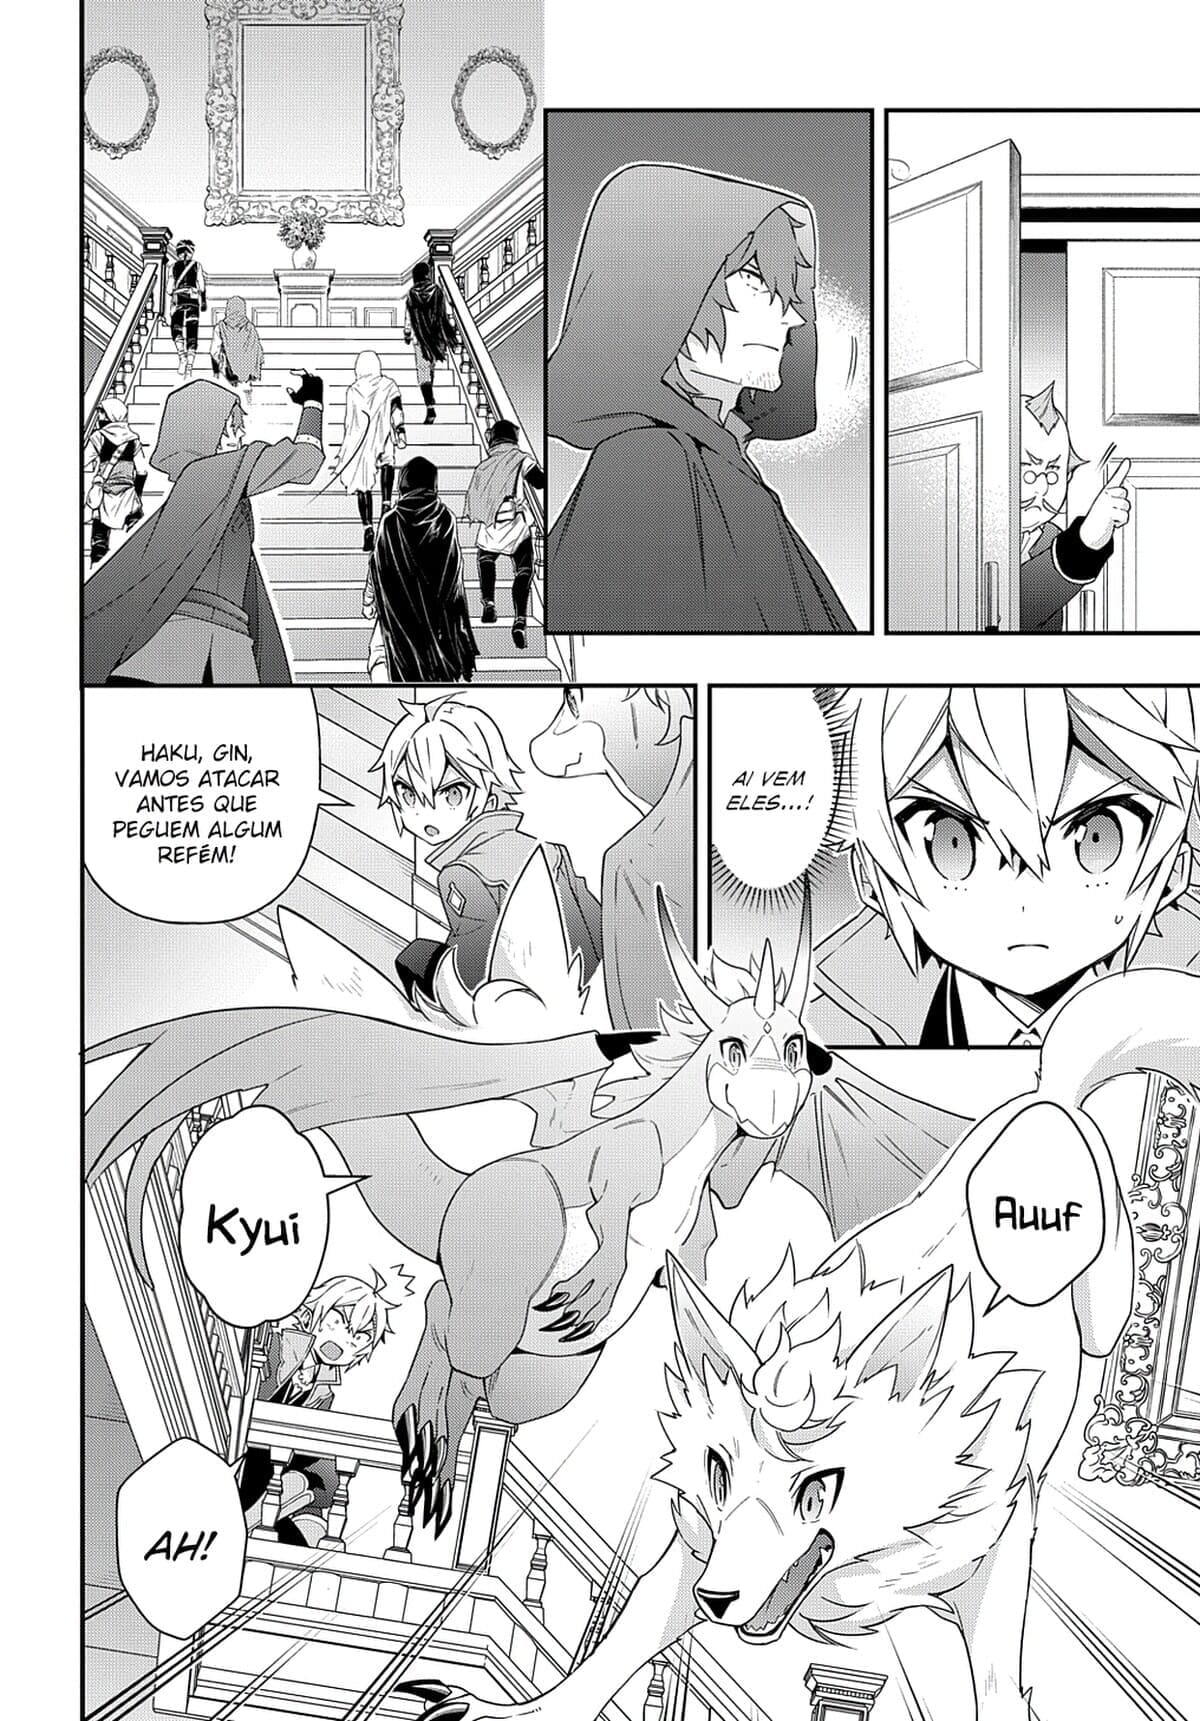 AI VEM
ELES...!
HAKU, GIN,
VAMOS ATACAR
ANTES QUE
PEGUEM ALGUM
REFÉM!
Auuf
Kyui
AH!